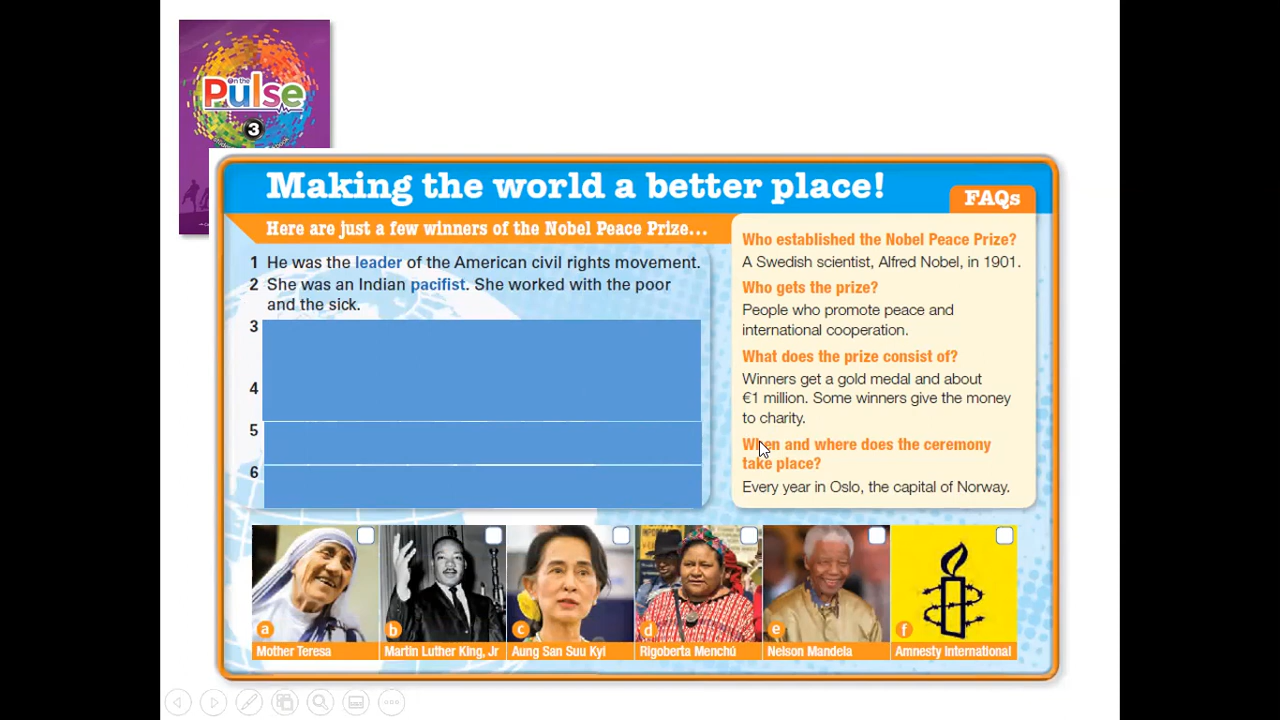 On the
Pulse
3
Making the world a better place!
FAQs
Here are just a few winners of the Nobel Peace Prize...
1 He was the leader of the American civil rights movement.
2 She was an Indian pacifist. She worked with the poor
and the sick.
3
4
5
6
Who established the Nobel Peace Prize?
A Swedish scientist, Alfred Nobel, in 1901.
Who gets the prize?
People who promote peace and
international cooperation.
What does the prize consist of?
Winners get a gold medal and about
€1 million. Some winners give the money
to charity.
When and where does the ceremony
take place?
Every year in Oslo, the capital of Norway.
a
Mother Teresa
b
Martin Luther King, Jr
c
Aung San Suu Kyi
d
Rigoberta Menchú
e
Nelson Mandela
f
Amnesty International